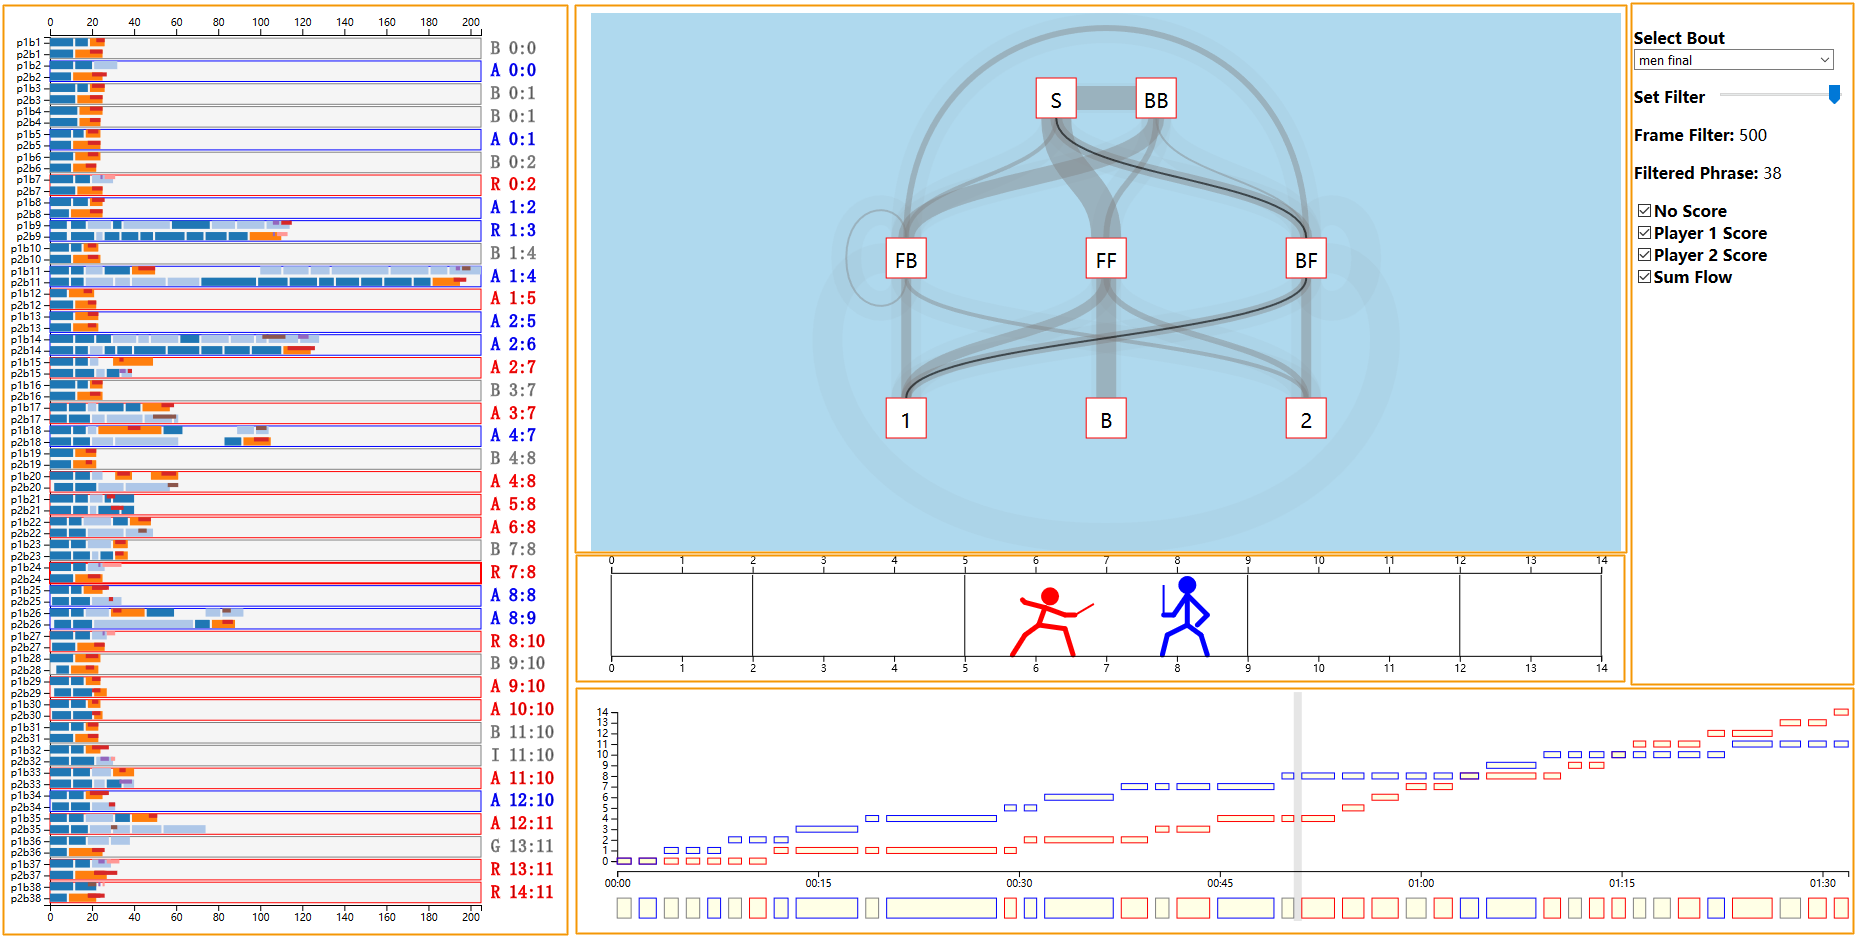 0 20 40 60 80 100 120 140 160 180 200
p1b1
p2b1
B 0:0
p1b2
p2b2
A 0:0
p1b3
p2b3
B 0:1
p1b4
p2b4
B 0:1
p1b5
p2b5
A 0:1
p1b6
p2b6
B 0:2
p1b7
p2b7
R 0:2
p1b8
p2b8
A 1:2
p1b9
p2b9
R 1:3
p1b10
p2b10
B 1:4
p1b11
p2b11
A 1:4
p1b12
p2b12
A 1:5
p1b13
p2b13
A 2:5
p1b14
p2b14
A 2:6
p1b15
p2b15
A 2:7
p1b16
p2b16
B 3:7
p1b17
p2b17
A 3:7
p1b18
p2b18
A 4:7
p1b19
p2b19
B 4:8
p1b20
p2b20
A 4:8
p1b21
p2b21
A 5:8
p1b22
p2b22
A 6:8
p1b23
p2b23
B 7:8
p1b24
p2b24
R 7:8
p1b25
p2b25
A 8:8
p1b26
p2b26
A 8:9
p1b27
p2b27
R 8:10
p1b28
p2b28
B 9:10
p1b29
p2b29
A 9:10
p1b30
p2b30
A 10:10
p1b31
p2b31
B 11:10
p1b32
p2b32
I 11:10
p1b33
p2b33
A 11:10
p1b34
p2b34
A 12:10
p1b35
p2b35
A 12:11
p1b36
p2b36
G 13:11
p1b37
p2b37
R 13:11
p1b38
p2b38
R 14:11
0 20 40 60 80 100 120 140 160 180 200
S BB
FB FF BF
1 B 2
0 1 2 3 4 5 6 7 8 9 10 11 12 13 14
0 1 2 3 4 5 6 7 8 9 10 11 12 13 14
14
13
12
11
10
9
8
7
6
5
4
3
2
1
0
00:00 00:15 00:30 00:45 01:00 01:15 01:30
Select Bout
men final
Set Filter
Frame Filter: 500
Filtered Phrase: 38
No Score
Player 1 Score
Player 2 Score
Sum Flow